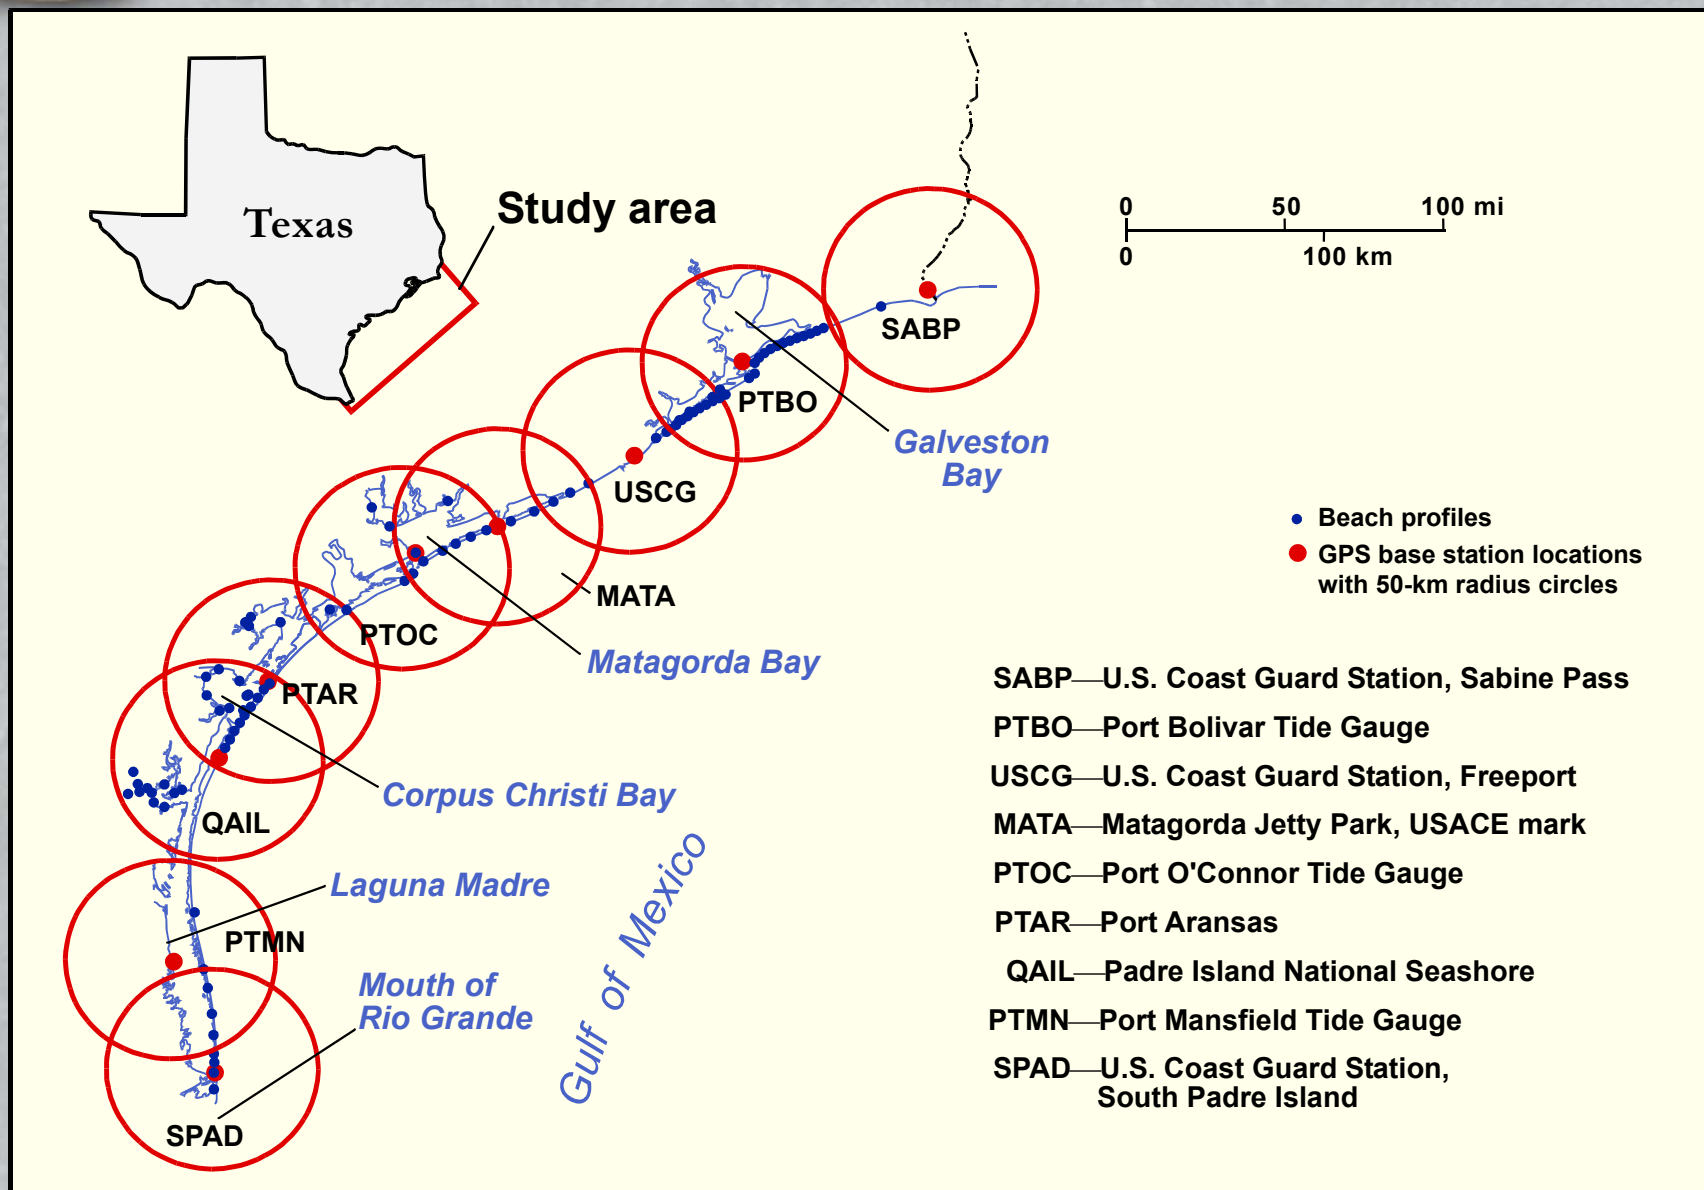 Texas
Study area
0 50 100 mi
0 100 km
SABP
PTBO
Galveston
Bay
USCG
MATA
PTOC
Matagorda Bay
PTAR
Corpus Christi Bay
QAIL
Laguna Madre
PTMN
Mouth of
Rio Grande
SPAD
Gulf of Mexico
Beach profiles
GPS base station locations
with 50-km radius circles
SABP—U.S. Coast Guard Station, Sabine Pass
PTBO—Port Bolivar Tide Gauge
USCG—U.S. Coast Guard Station, Freeport
MATA—Matagorda Jetty Park, USACE mark
PTOC—Port O'Connor Tide Gauge
PTAR—Port Aransas
QAIL—Padre Island National Seashore
PTMN—Port Mansfield Tide Gauge
SPAD—U.S. Coast Guard Station,
South Padre Island